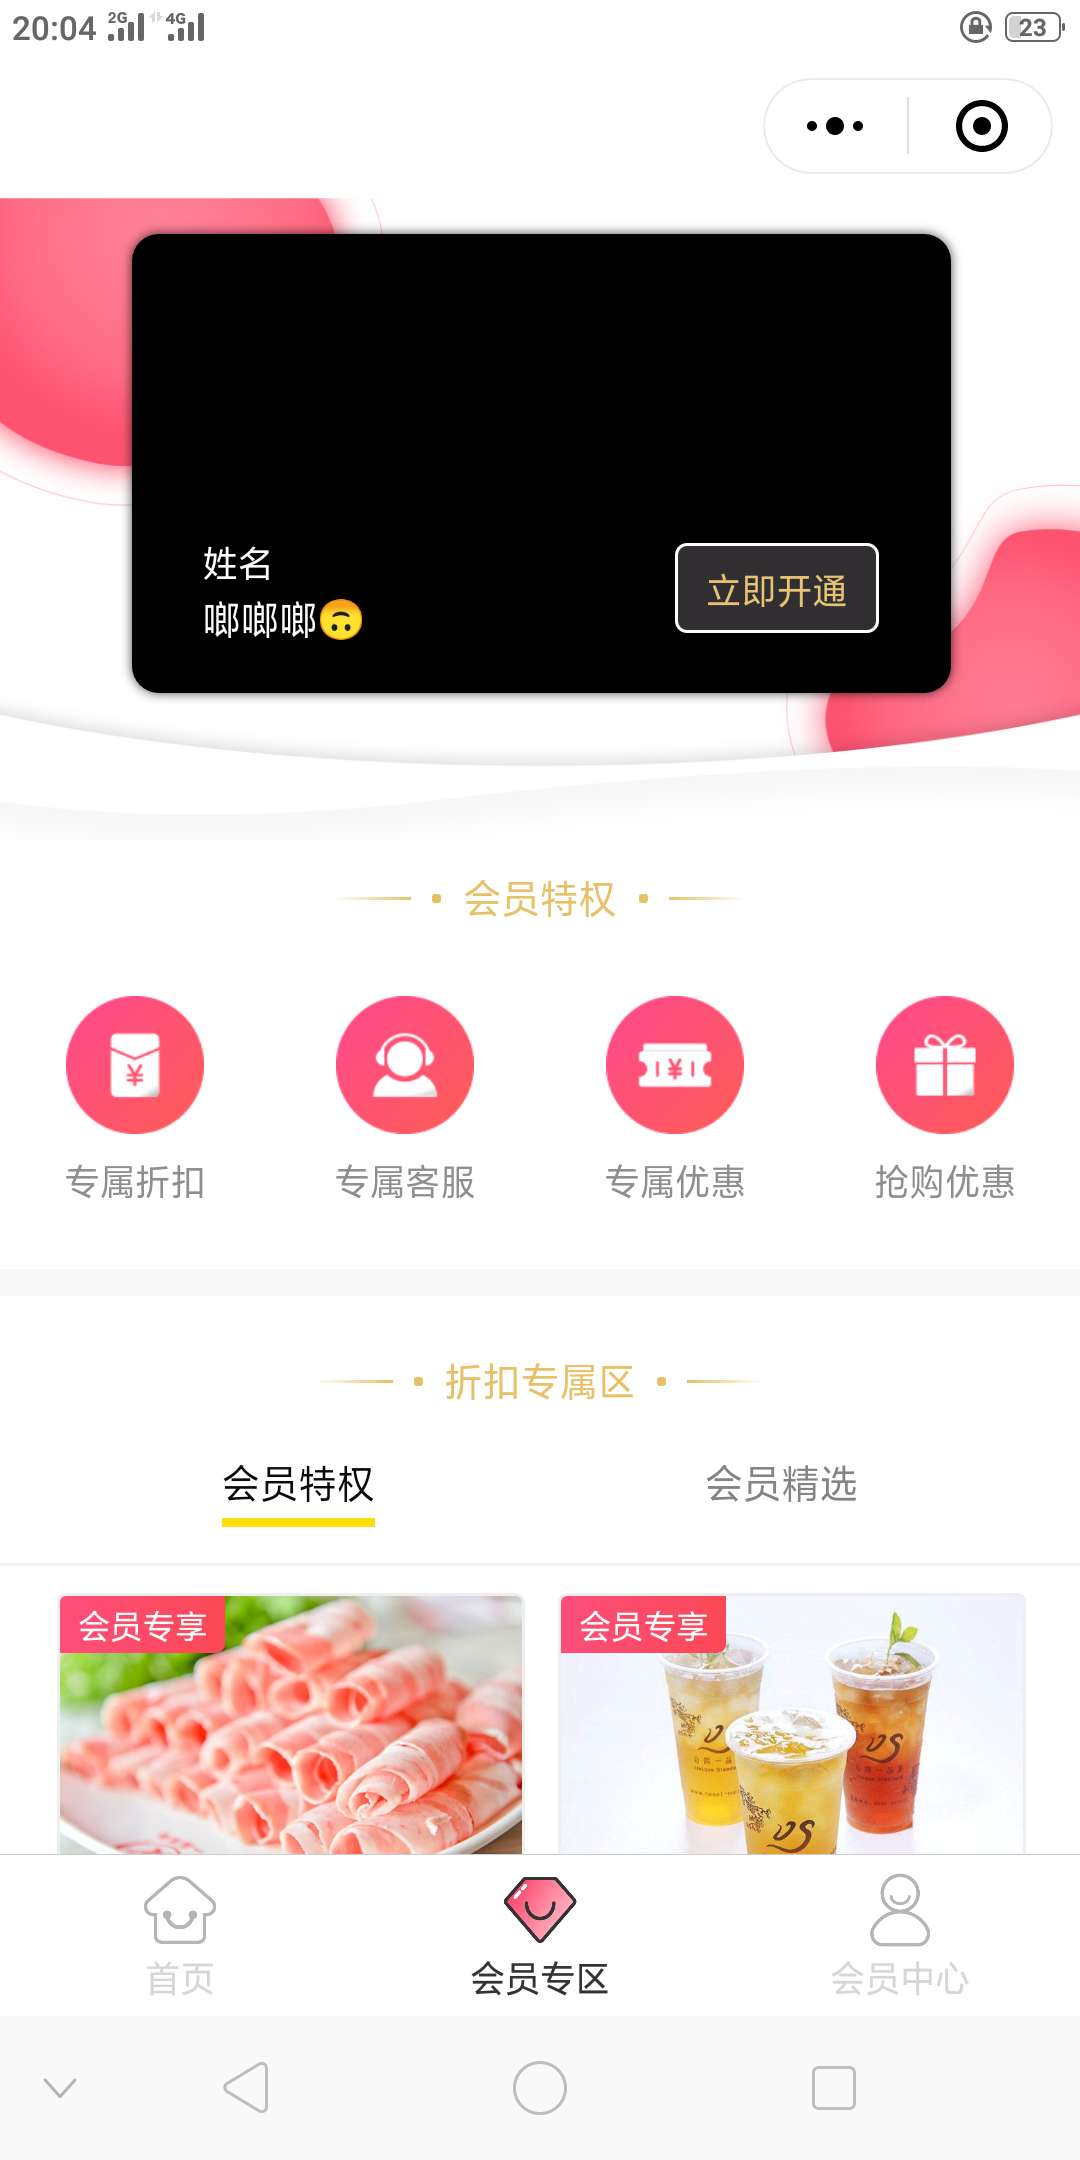 20:04 2G 4G 23
姓名
啷啷啷🙃
立即开通
会员特权
专属折扣 专属客服 专属优惠 抢购优惠
折扣专属区
会员特权 会员精选
会员专享 会员专享
首页 会员专区 会员中心